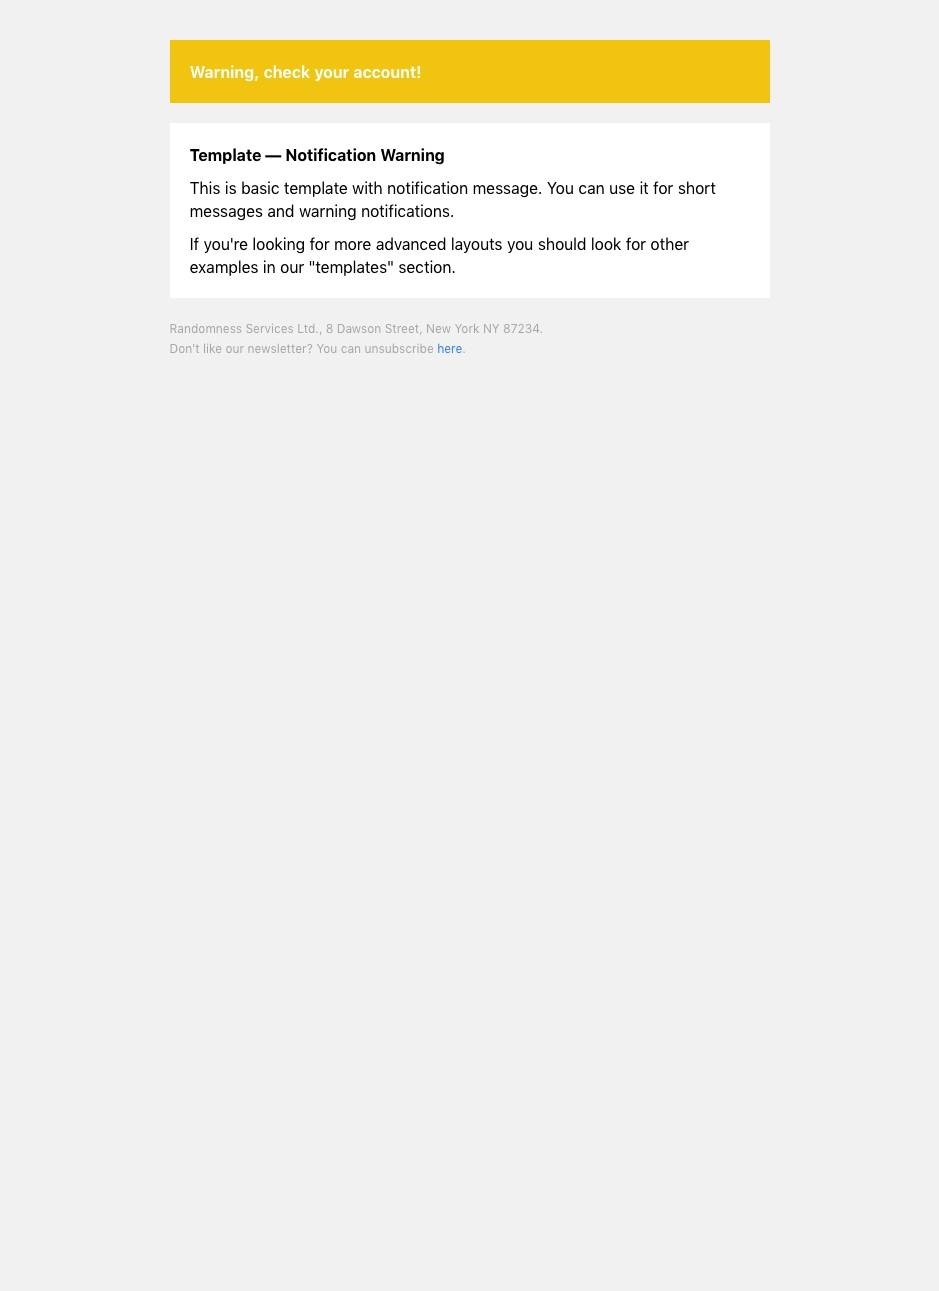 Warning, check your account!
Template — Notification Warning
This is basic template with notification message. You can use it for short
messages and warning notifications.
If you're looking for more advanced layouts you should look for other
examples in our "templates" section.
Randomness Services Ltd., 8 Dawson Street, New York NY 87234.
Don't like our newsletter? You can unsubscribe here.